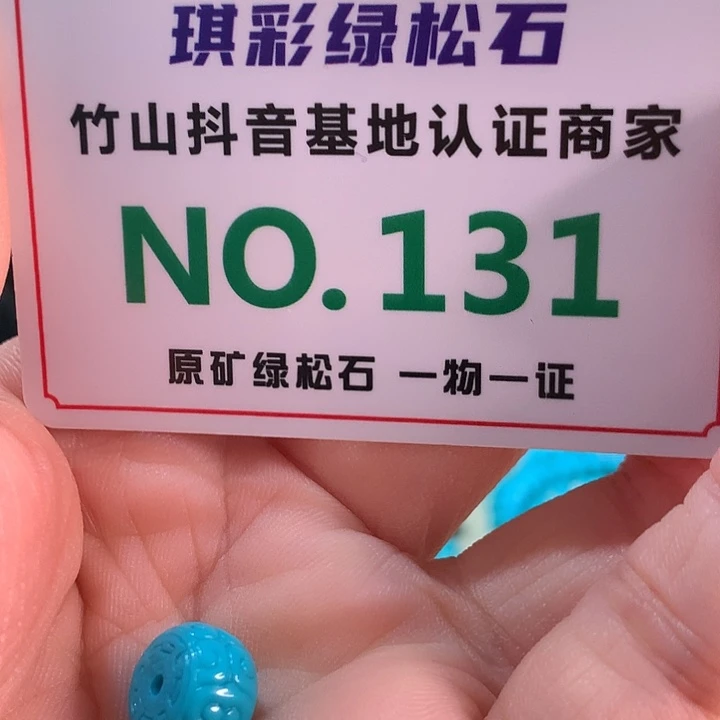 琪彩绿松石
竹山抖音基地认证商家
NO.131
原矿绿松石 一物一证